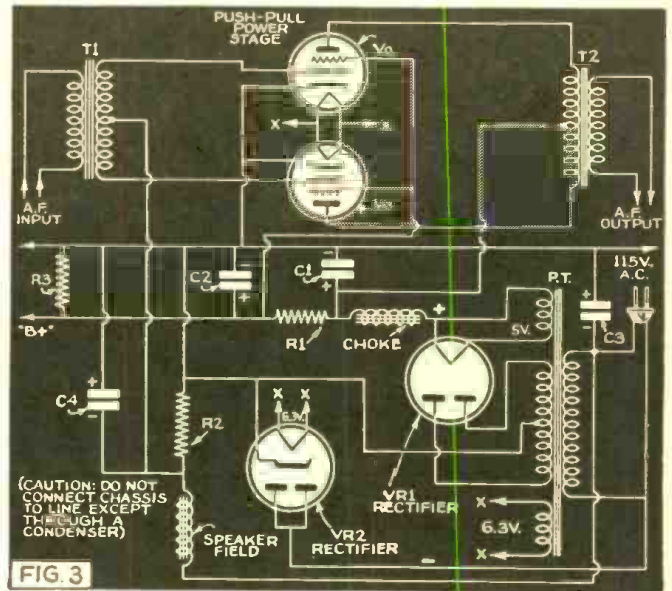 PUSH-PULL
POWER
STAGE
Vo
T1
T2
X
A.F.
INPUT
A.F.
OUTPUT
R3
C2
-
+
C1
-
+
115V.
A.C.
P.T.
+
-
C3
"B+"
R1
CHOKE
+
5V.
C4
+
-
R2
X X
6.3V.
VR1
RECTIFIER
(CAUTION: DO NOT
CONNECT CHASSIS
TO LINE EXCEPT
THROUGH A
CONDENSER)
SPEAKER
FIELD
VR2
RECTIFIER
-
X
6.3V.
X
FIG. 3